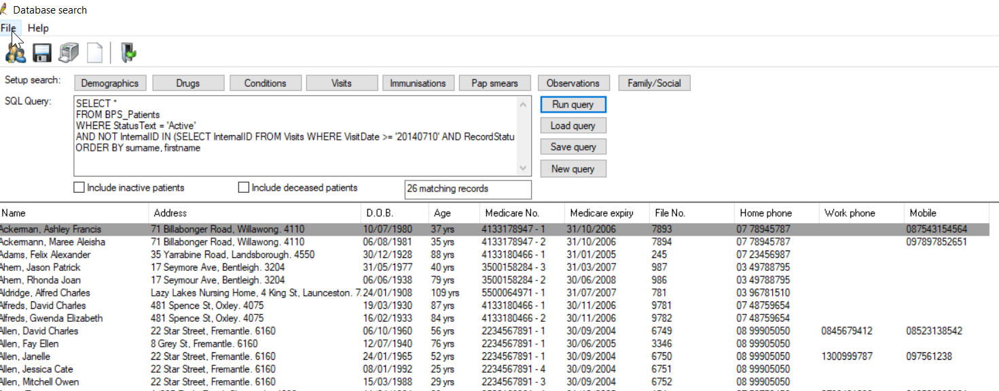 Database search
File Help
Setup search: Demographics Drugs Conditions Visits Immunisations Pap smears Observations Family/Social
SQL Query:
SELECT *
FROM BPS_Patients
WHERE StatusText = 'Active'
AND NOT InternalID IN (SELECT InternalID FROM Visits WHERE VisitDate >= '20140710' AND RecordStatu
ORDER BY surname, firstname
Run query
Load query
Save query
New query
Include inactive patients Include deceased patients 26 matching records
Name Address D.O.B. Age Medicare No. Medicare expiry File No. Home phone Work phone Mobile
Ackerman, Ashley Francis 71 Billabonger Road, Willawong. 4110 10/07/1980 37 yrs 4133178947 - 1 31/10/2006 7893 07 78945787 087543154564
Ackermann, Maree Aleisha 71 Billabonger Road, Willawong. 4110 06/08/1981 35 yrs 4133178947 - 2 31/10/2006 7894 07 78945787 097897852651
Adams, Felix Alexander 35 Yarrabine Road, Landsborough. 4550 30/12/1928 88 yrs 4133180466 - 1 31/01/2005 245 07 23456987
Ahern, Jason Patrick 17 Seymore Ave, Bentleigh. 3204 31/05/1977 40 yrs 3500158284 - 3 31/03/2007 987 03 49788795
Ahern, Rhonda Joan 17 Seymour Ave, Bentleigh. 3204 06/06/1938 79 yrs 3500158284 - 2 30/06/2008 986 03 49788795
Aldridge, Alfred Charles Lazy Lakes Nursing Home, 4 King St, Launceston. 7 24/01/1908 109 yrs 5500064971 - 1 31/07/2007 781 03 96781510
Alfreds, David Charles 481 Spence St, Oxley. 4075 19/03/1930 87 yrs 4133180466 - 1 30/11/2006 9781 07 48759654
Alfreds, Gwenda Elizabeth 481 Spence St, Oxley. 4075 16/02/1933 84 yrs 4133180466 - 2 30/11/2006 9782 07 48759654
Allen, David Charles 22 Star Street, Fremantle. 6160 06/10/1960 56 yrs 2234567891 - 1 30/09/2004 6749 08 99905050 0845679412 08523138542
Allen, Fay Ellen 8 Grey St, Fremantle. 6160 12/07/1940 76 yrs 2234567891 - 1 30/06/2005 3346 08 99905050
Allen, Janelle 22 Star Street, Fremantle. 6160 24/01/1965 52 yrs 2234567891 - 1 30/09/2004 6750 08 99905050 1300999787 097561238
Allen, Jessica Cate 22 Star Street, Fremantle. 6160 08/01/1992 25 yrs 2234567891 - 4 30/09/2004 6751 08 99905050
Allen, Mitchell Owen 22 Star Street, Fremantle. 6160 15/03/1988 29 yrs 2234567891 - 3 30/09/2004 6752 08 99905050